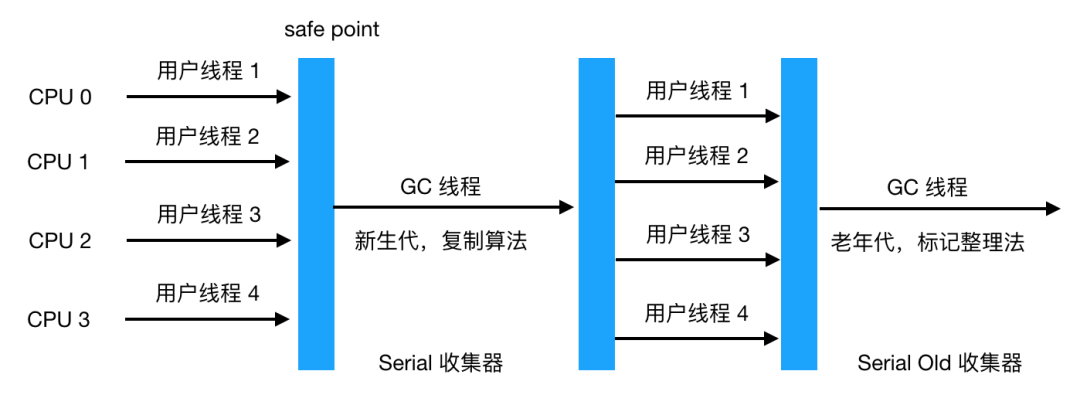 safe point
用户线程 1
CPU 0
用户线程 1
用户线程 2
CPU 1
用户线程 2
GC 线程
GC 线程
用户线程 3
CPU 2
新生代，复制算法
用户线程 3
老年代，标记整理法
用户线程 4
CPU 3
用户线程 4
Serial 收集器
Serial Old 收集器